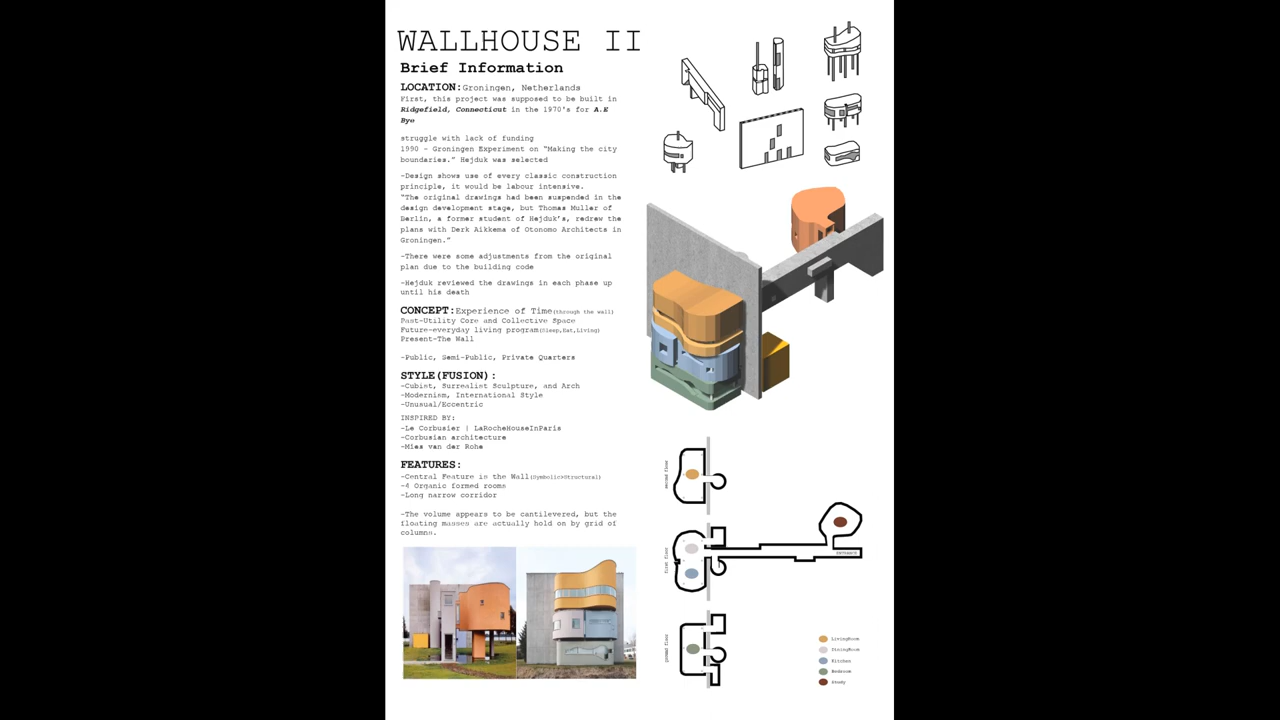 WALLHOUSE II
Brief Information
LOCATION:Groningen, Netherlands
First, this project was supposed to be built in
Ridgefield, Connecticut in the 1970's for A.E
Bye
struggle with lack of funding
1990 - Groningen Experiment on "Making the city
boundaries." Hejduk was selected
-Design shows use of every classic construction
principle, it would be labour intensive.
"The original drawings had been suspended in the
design development stage, but Thomas Muller of
Berlin, a former student of Hejduk's, redrew the
plans with Derk Aikkema of Otonomo Architects in
Groningen."
-There were some adjustments from the original
plan due to the building code
-Hejduk reviewed the drawings in each phase up
until his death
CONCEPT:Experience of Time(through the wall)
Past-Utility Core and Collective Space
Future-everyday living program(Sleep,Eat,Living)
Present-The Wall
-Public, Semi-Public, Private Quarters
STYLE(FUSION):
-Cubist, Surrealist Sculpture, and Arch
-Modernism, International Style
-Unusual/Eccentric
INSPIRED BY:
-Le Corbusier | LaRocheHouseInParis
-Corbusian architecture
-Mies van der Rohe
FEATURES:
-Central Feature is the Wall(Symbolic>Structural)
-4 Organic formed rooms
-Long narrow corridor
-The volume appears to be cantilevered, but the
floating masses are actually hold on by grid of
columns.
second floor
first floor
ENTRANCE
ground floor
LivingRoom
DiningRoom
Kitchen
Bedroom
Study